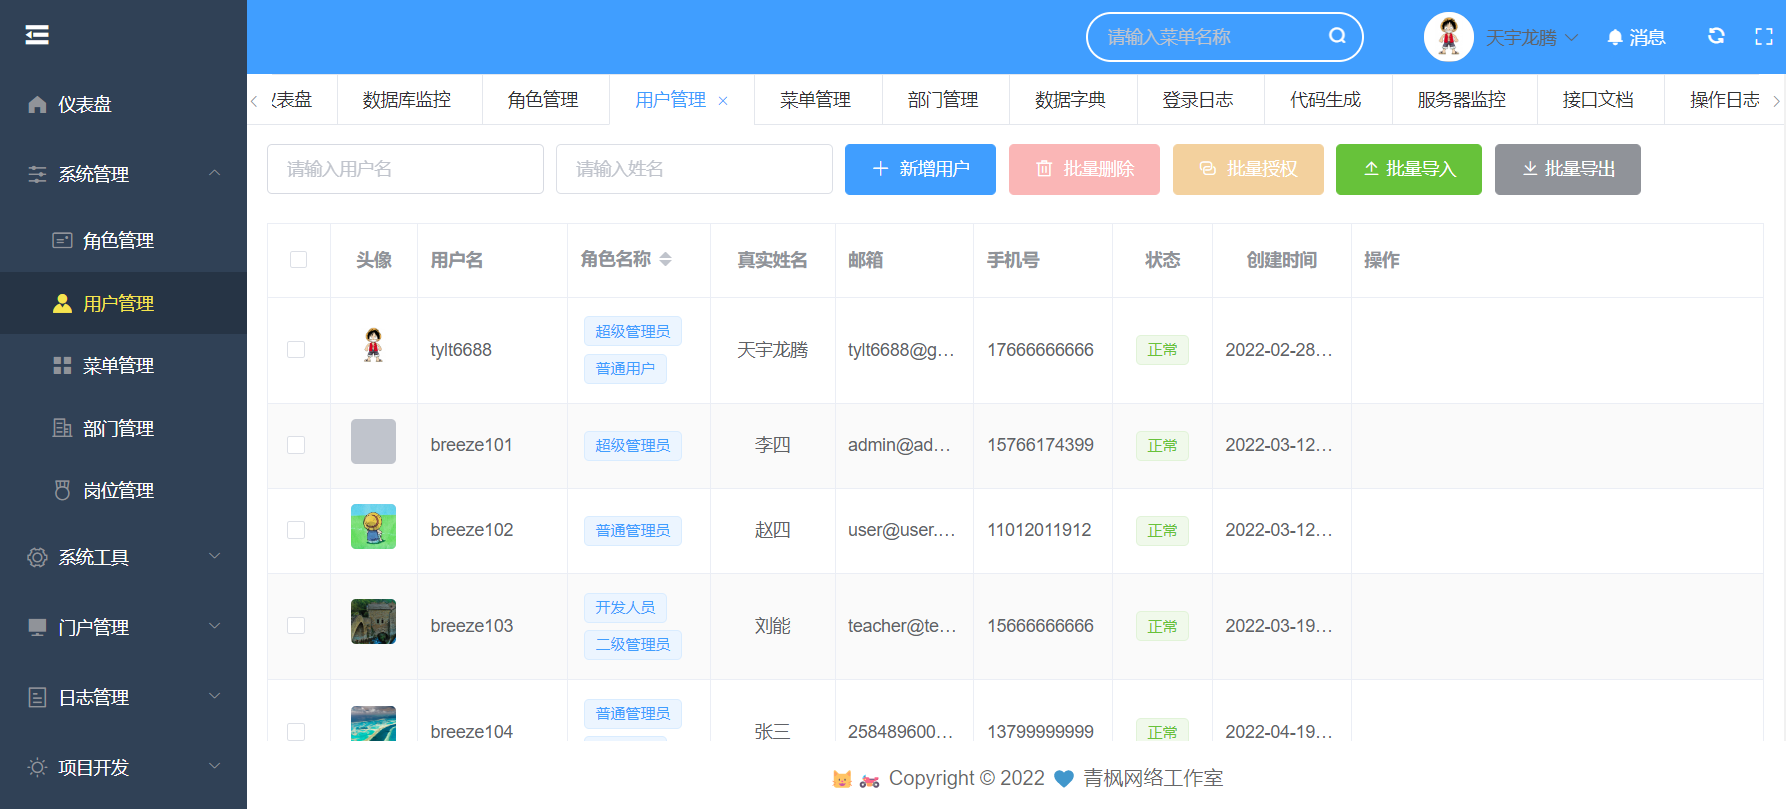 请输入菜单名称
天宇龙腾
消息
仪表盘
系统管理
角色管理
用户管理
菜单管理
部门管理
岗位管理
系统工具
门户管理
日志管理
项目开发
表盘 数据库监控 角色管理 用户管理 菜单管理 部门管理 数据字典 登录日志 代码生成 服务器监控 接口文档 操作日志
请输入用户名 请输入姓名 新增用户 批量删除 批量授权 批量导入 批量导出
头像 用户名 角色名称 真实姓名 邮箱 手机号 状态 创建时间 操作
tylt6688 超级管理员 普通用户 天宇龙腾 tylt6688@g... 17666666666 正常 2022-02-28...
breeze101 超级管理员 李四 admin@ad... 15766174399 正常 2022-03-12...
breeze102 普通管理员 赵四 user@user.... 11012011912 正常 2022-03-12...
breeze103 开发人员 二级管理员 刘能 teacher@te... 15666666666 正常 2022-03-19...
breeze104 普通管理员 张三 258489600... 13799999999 正常 2022-04-19...
Copyright © 2022 青枫网络工作室